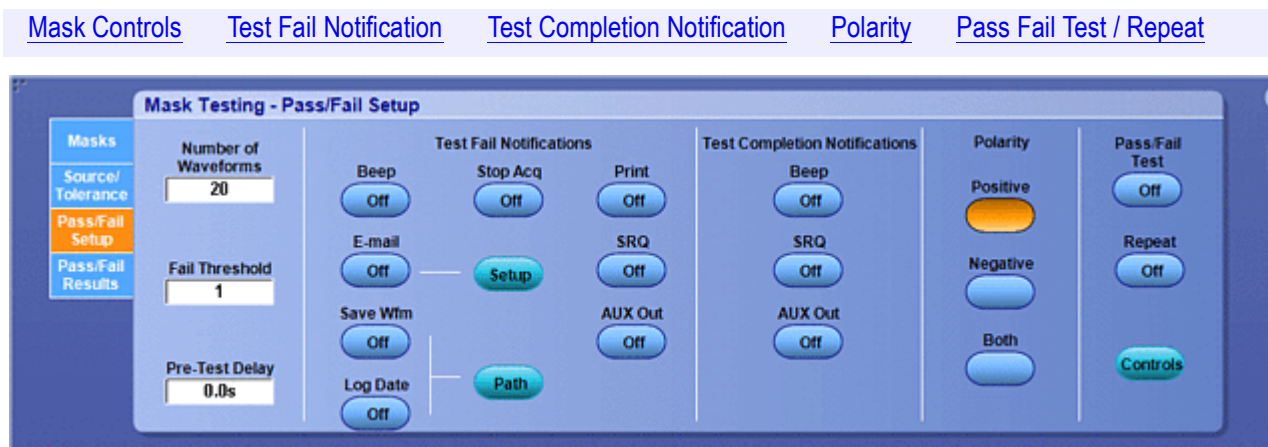 Mask Controls Test Fail Notification Test Completion Notification Polarity Pass Fail Test / Repeat
Mask Testing - Pass/Fail Setup
Masks
Source/
Tolerance
Pass/Fail
Setup
Pass/Fail
Results
Number of
Waveforms
20
Fail Threshold
1
Pre-Test Delay
0.0s
Test Fail Notifications
Beep
Off
Stop Acq
Off
Print
Off
E-mail
Off
Setup
SRQ
Off
Save Wfm
Off
AUX Out
Off
Log Date
Off
Path
Test Completion Notifications
Beep
Off
SRQ
Off
AUX Out
Off
Polarity
Positive
Negative
Both
Pass/Fail
Test
Off
Repeat
Off
Controls